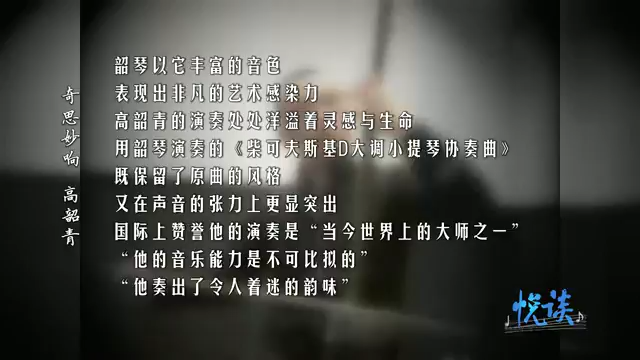 奇思妙响 高韶青
韶琴以它丰富的音色
表现出非凡的艺术感染力
高韶青的演奏处处洋溢着灵感与生命
用韶琴演奏的《柴可夫斯基D大调小提琴协奏曲》
既保留了原曲的风格
又在声音的张力上更显突出
国际上赞誉他的演奏是“当今世界上的大师之一”
“他的音乐能力是不可比拟的”
“他奏出了令人着迷的韵味”
悦读